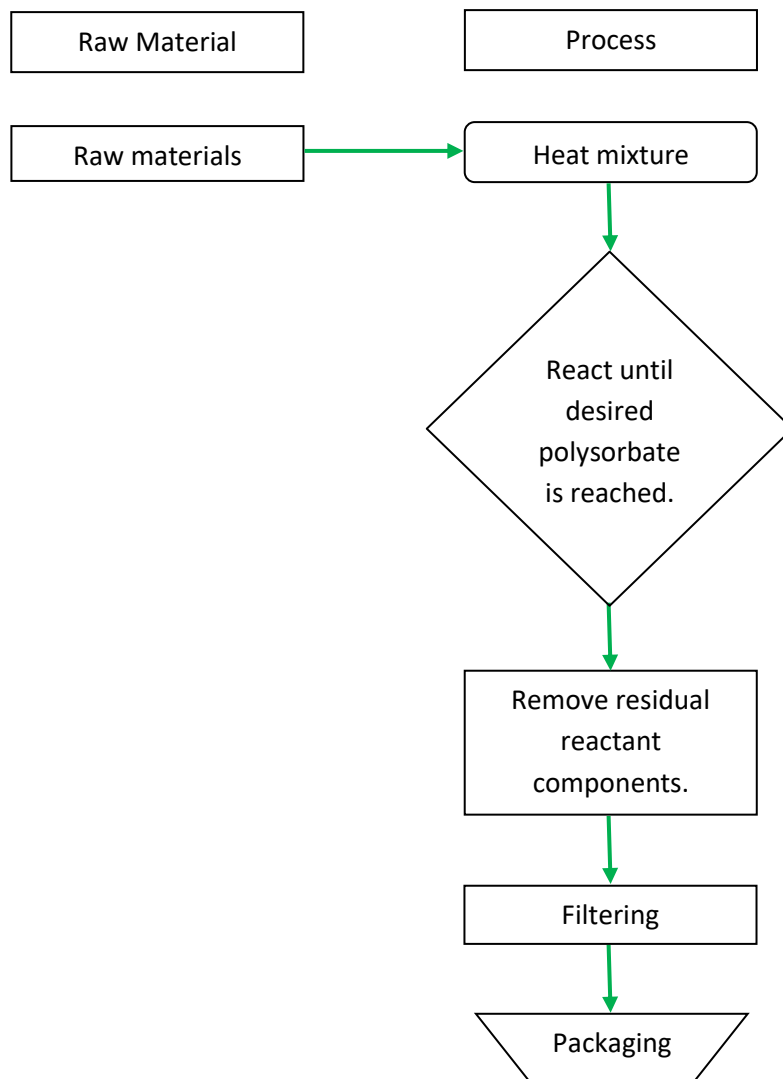 Raw Material
Process
Raw materials
Heat mixture
React until
desired
polysorbate
is reached.
Remove residual
reactant
components.
Filtering
Packaging